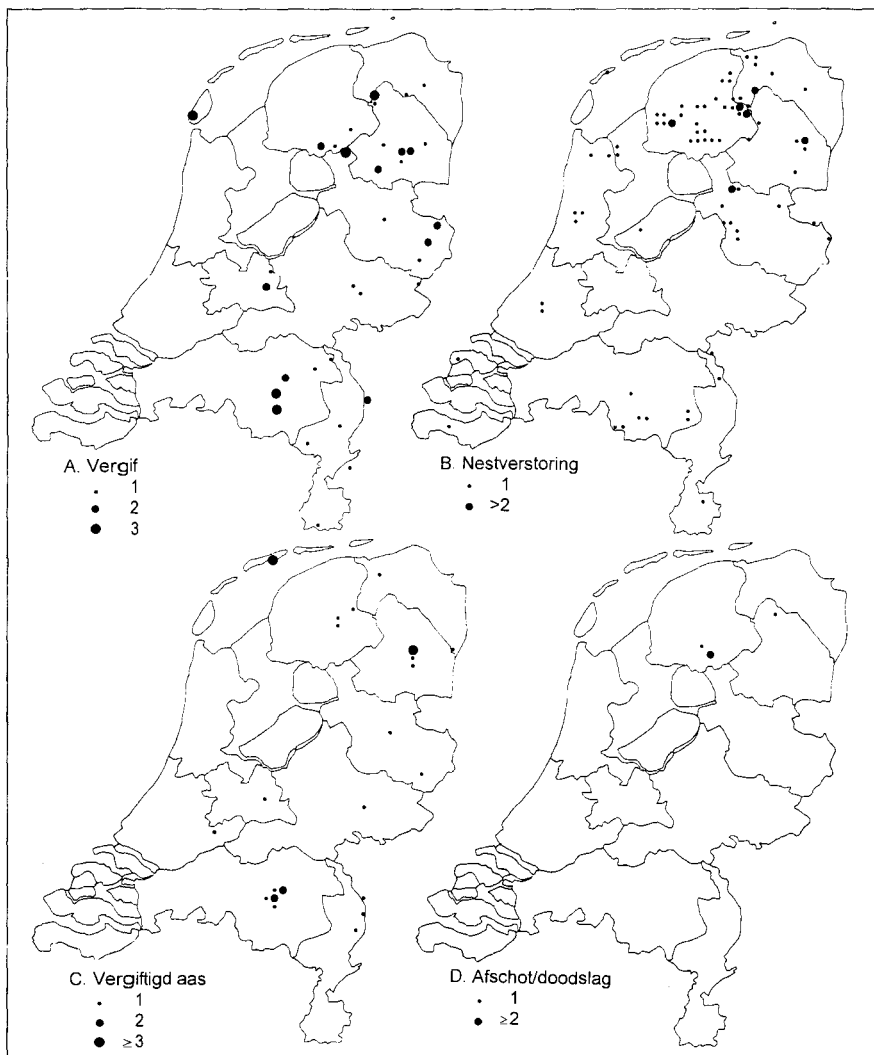 A. Vergif
1
2
3
B. Nestverstoring
1
>2
C. Vergiftigd aas
1
2
≥3
D. Afschot/doodslag
1
≥2